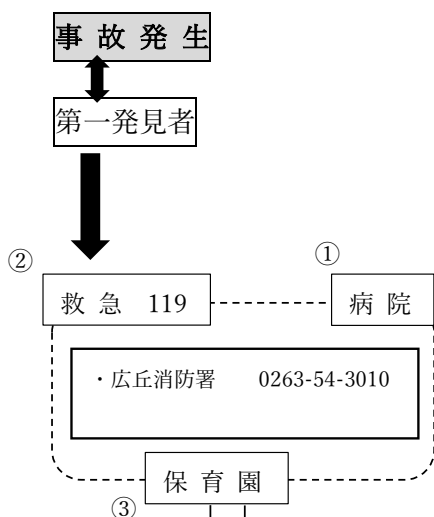 事 故 発 生
第一発見者
①
②
救 急 119
病 院
・広丘消防署 0263-54-3010
保 育 園
③